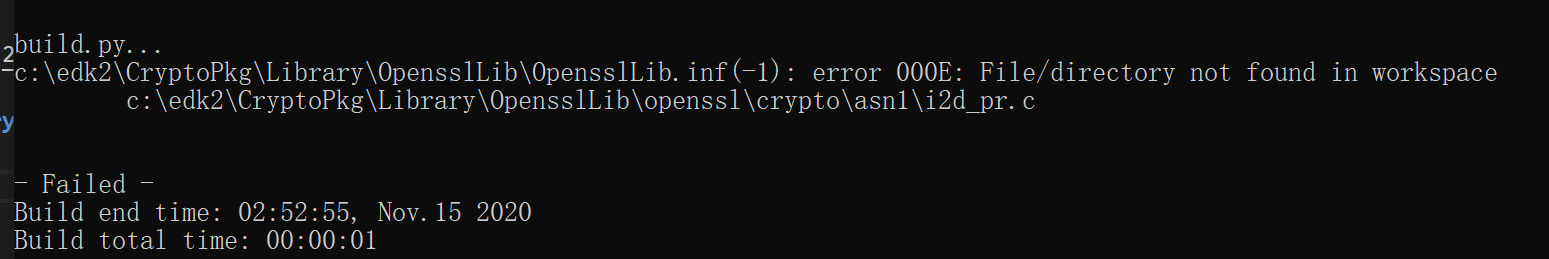 build.py...
2
c:\edk2\CryptoPkg\Library\OpensslLib\OpensslLib.inf(-1): error 000E: File/directory not found in workspace
c:\edk2\CryptoPkg\Library\OpensslLib\openssl\crypto\asn1\i2d_pr.c
y
- Failed -
Build end time: 02:52:55, Nov.15 2020
Build total time: 00:00:01